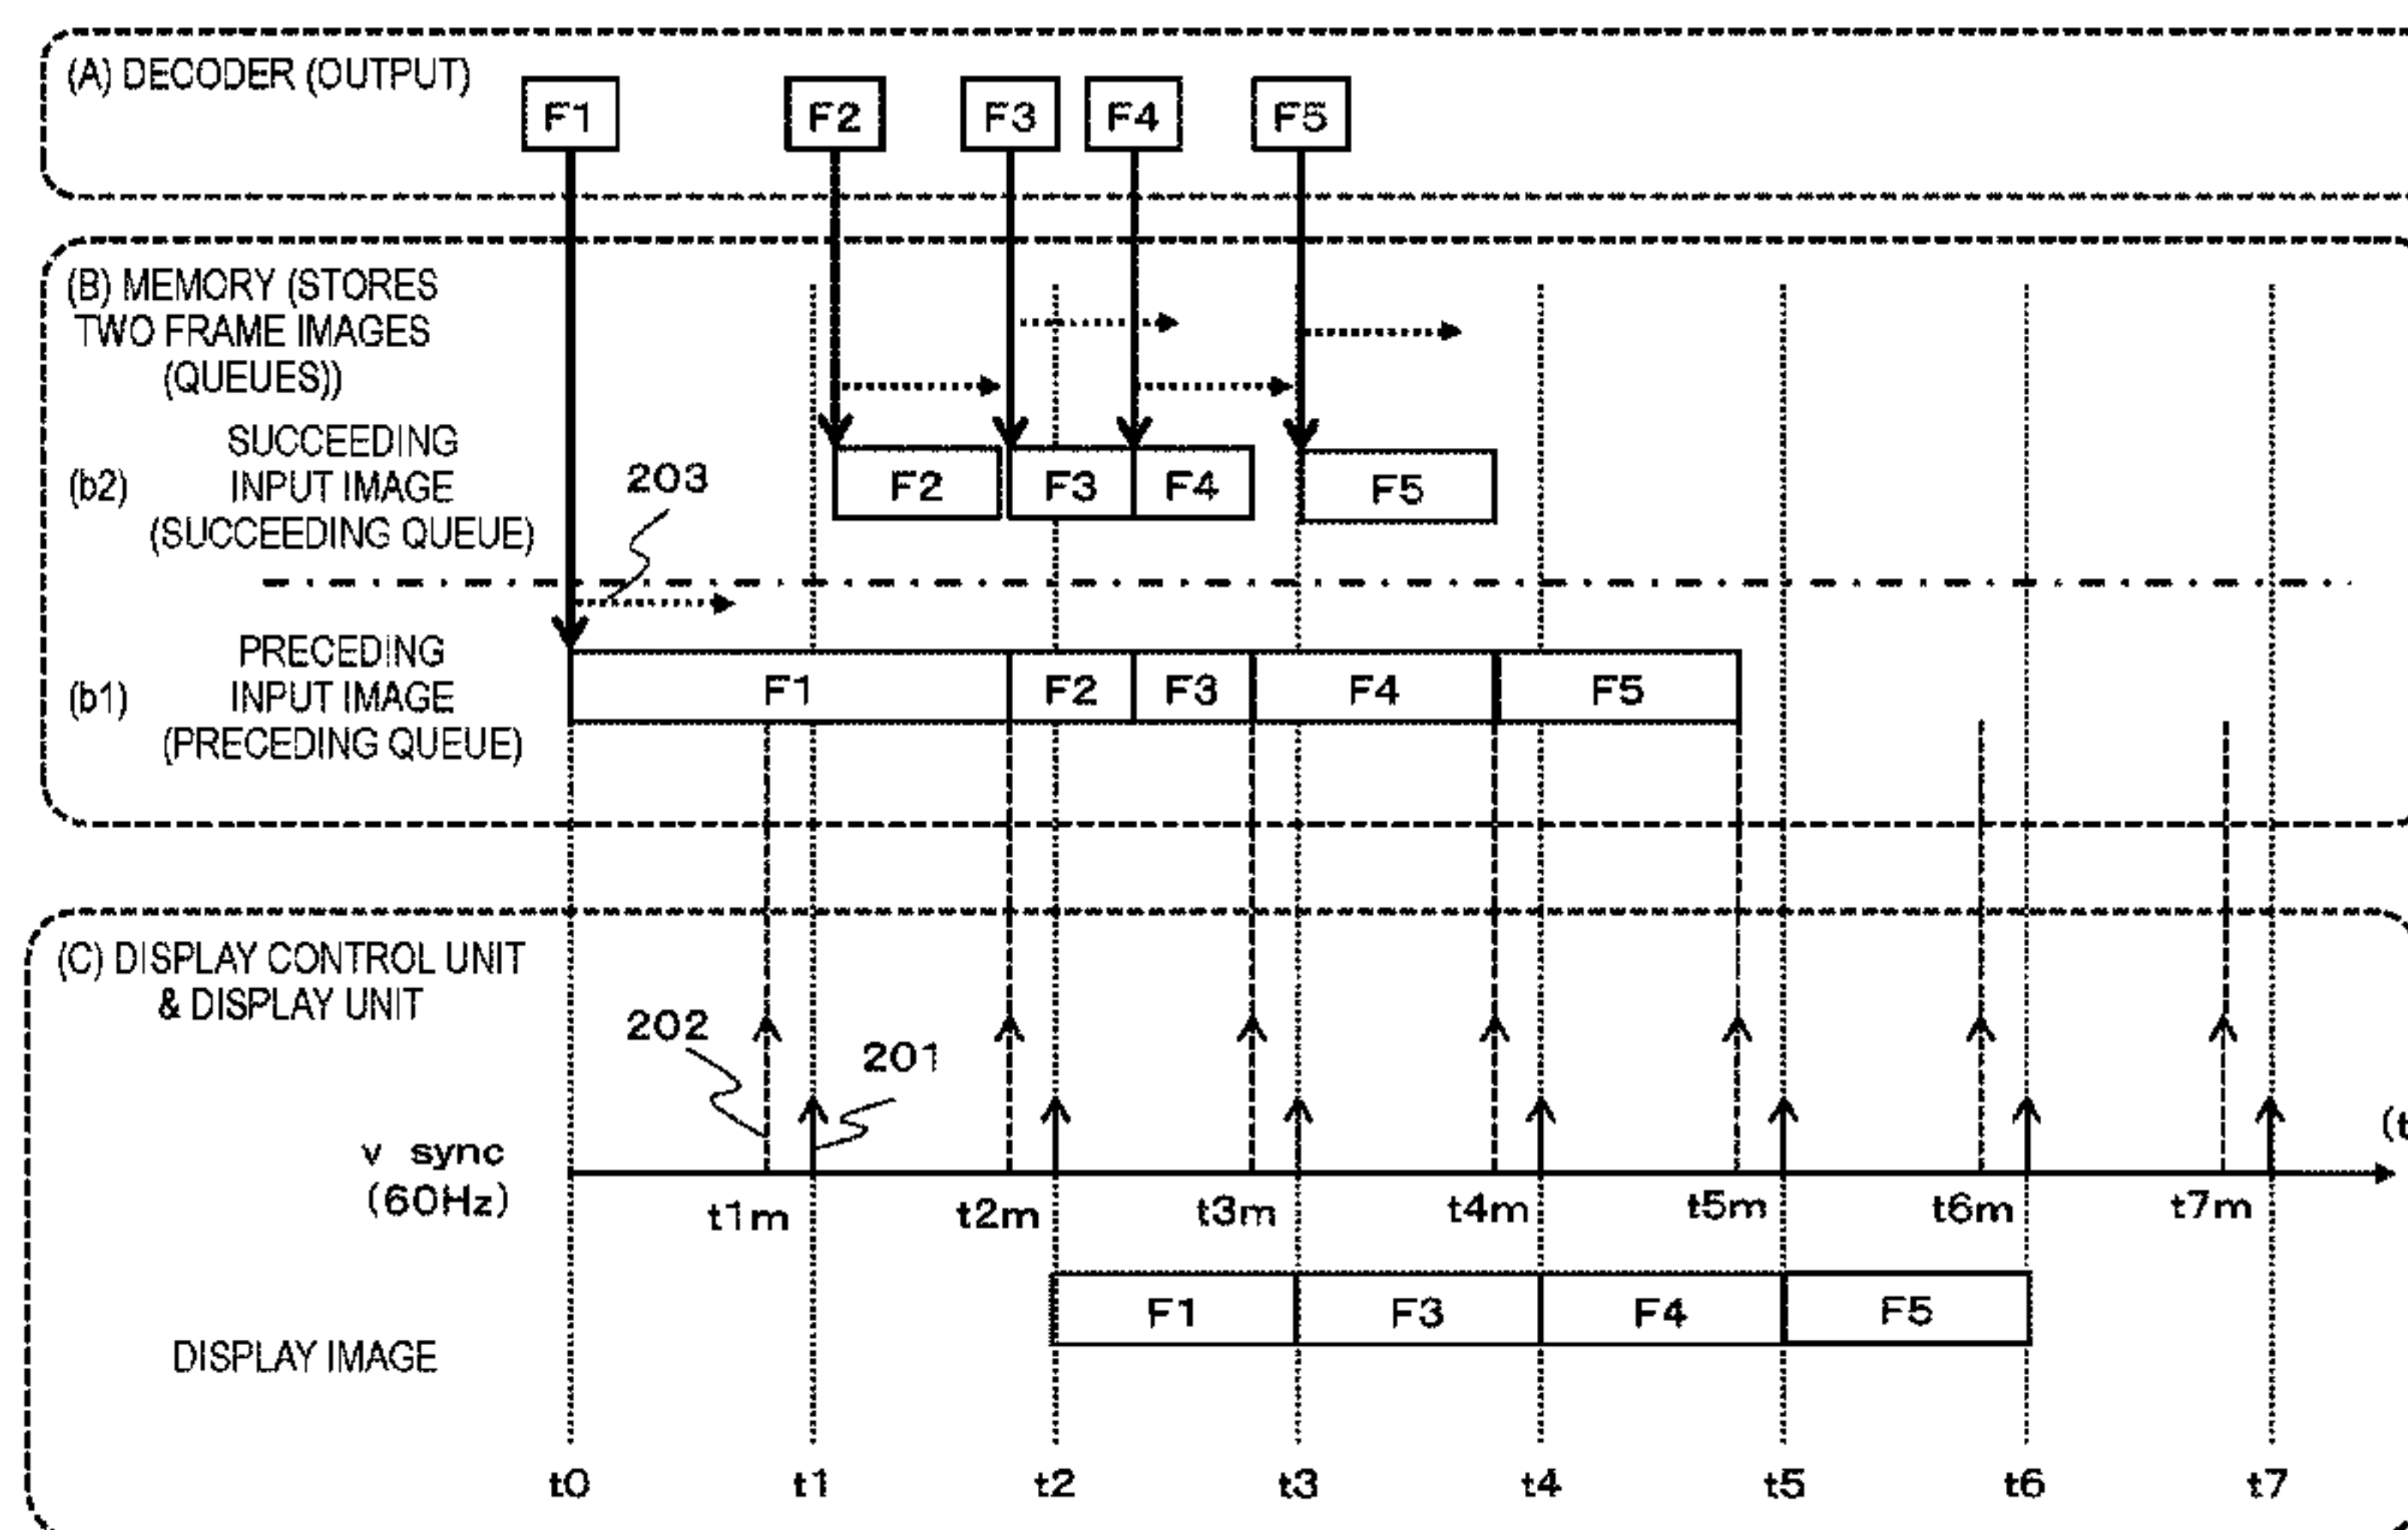 (A) DECODER (OUTPUT)
F1 F2 F3 F4 F5
(B) MEMORY (STORES
TWO FRAME IMAGES
(QUEUES))
SUCCEEDING
(b2) INPUT IMAGE
(SUCCEEDING QUEUE)
F2 F3 F4 F5
203
PRECEDING
(b1) INPUT IMAGE
(PRECEDING QUEUE)
F1 F2 F3 F4 F5
(C) DISPLAY CONTROL UNIT
& DISPLAY UNIT
202
201
v sync
(60Hz)
(t
t1m t2m t3m t4m t5m t6m t7m
F1 F3 F4 F5
DISPLAY IMAGE
t0 t1 t2 t3 t4 t5 t6 t7